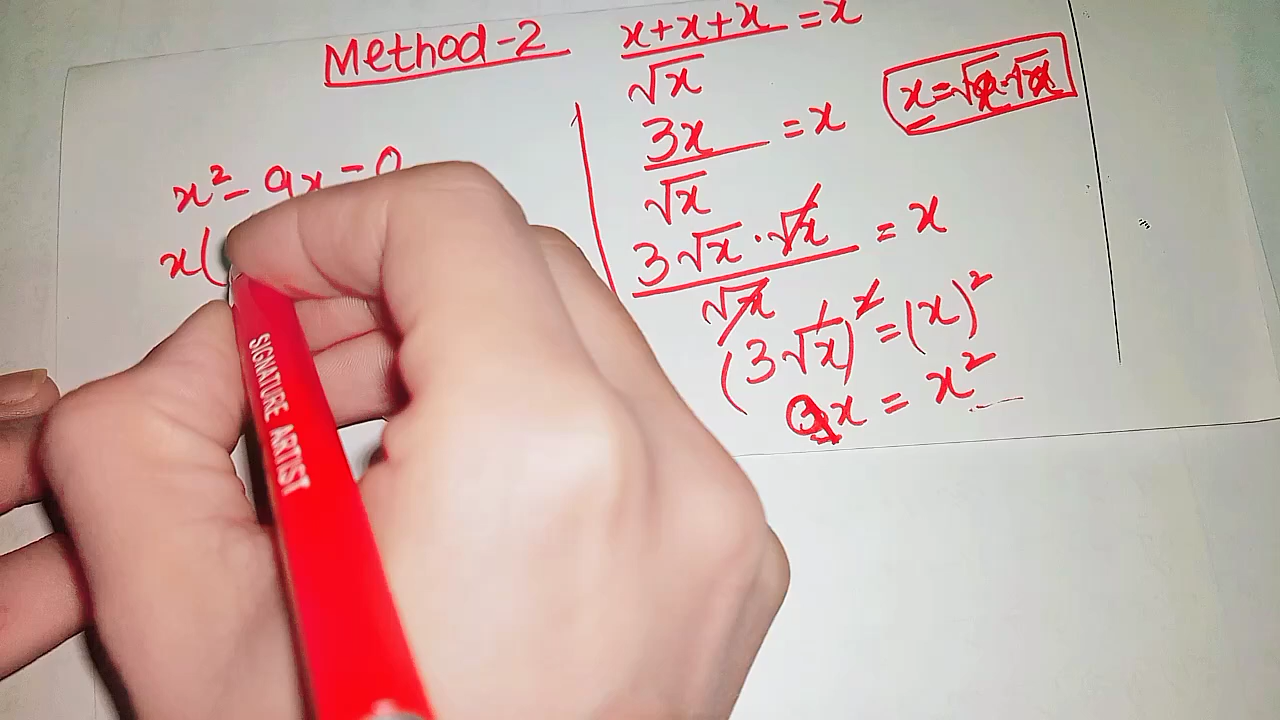 Method-2
x+x+x = x
√x
3x = x
√x
x=√x·√x
3√x·√x = x
√x
(3√x)² = (x)²
9x = x²
x² - 9x = 0
x(
SIGNATURE ARTIST